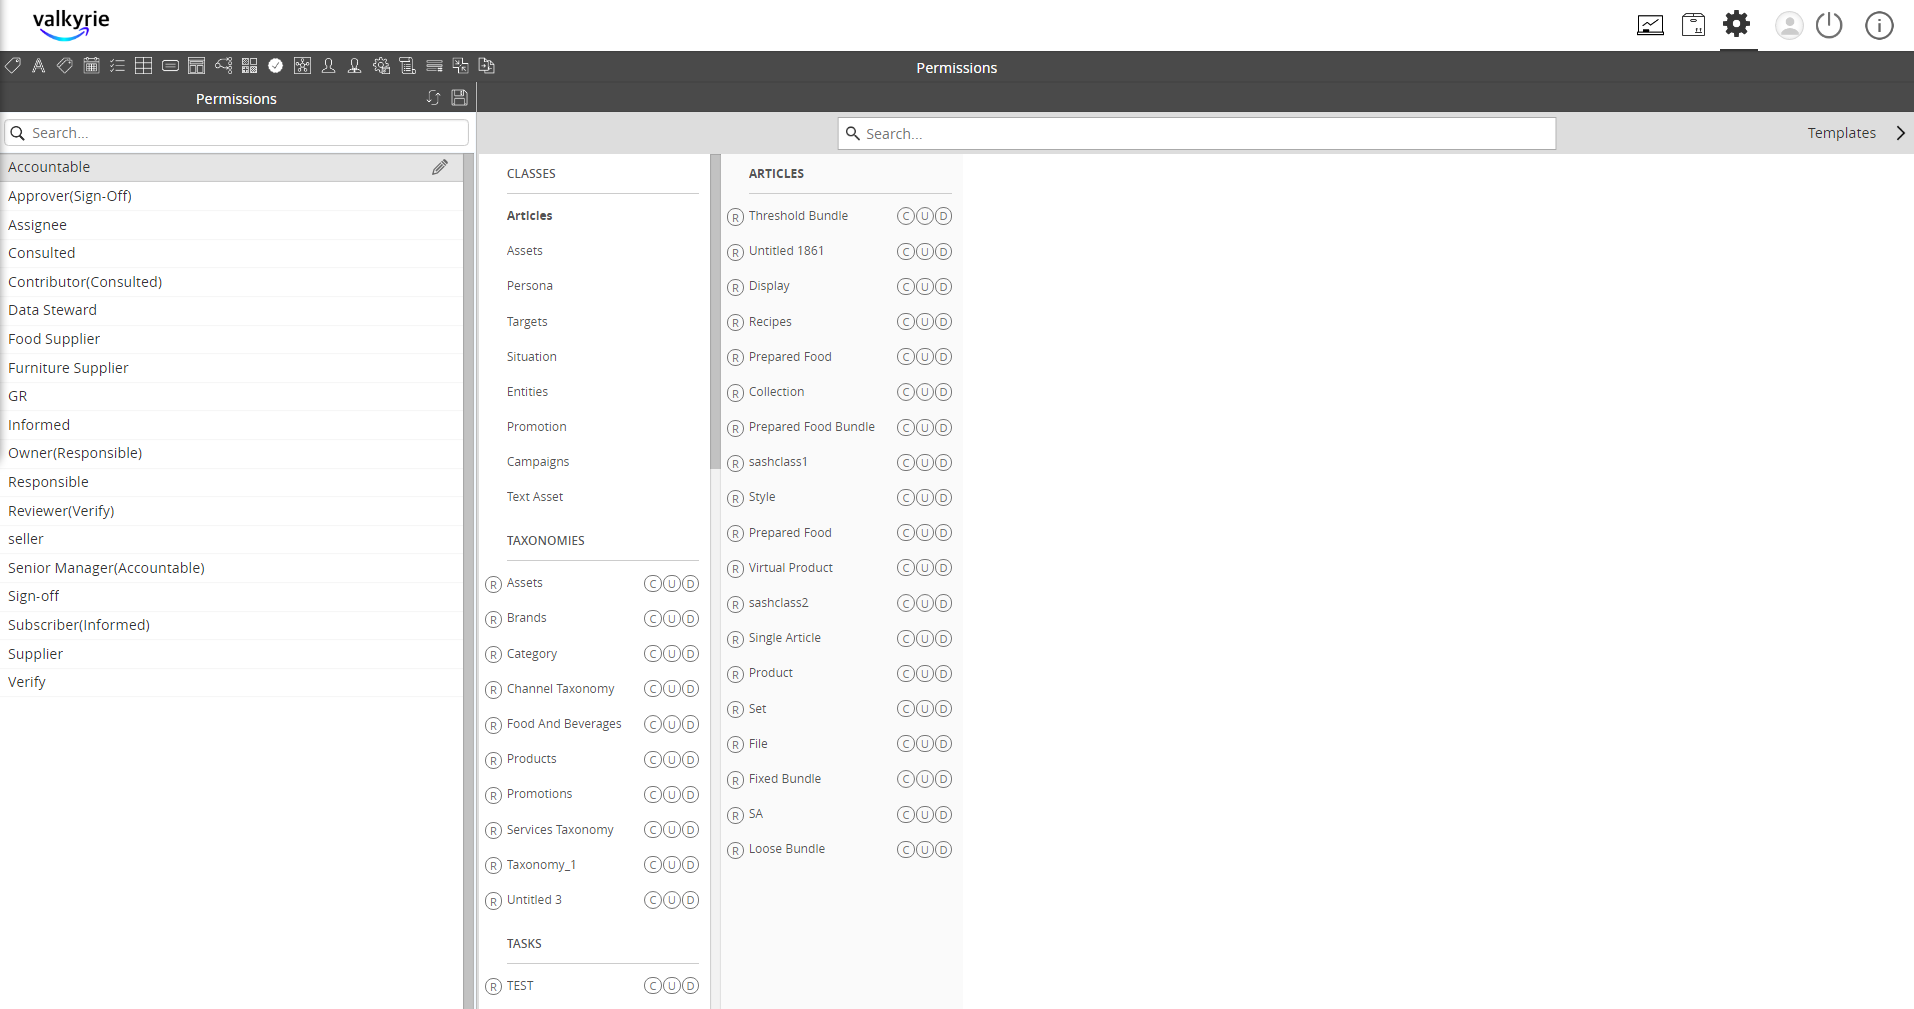 valkyrie
Permissions
Permissions
Search...
Search...
Templates
Accountable
Approver(Sign-Off)
Assignee
Consulted
Contributor(Consulted)
Data Steward
Food Supplier
Furniture Supplier
GR
Informed
Owner(Responsible)
Responsible
Reviewer(Verify)
seller
Senior Manager(Accountable)
Sign-off
Subscriber(Informed)
Supplier
Verify
CLASSES
Articles
Assets
Persona
Targets
Situation
Entities
Promotion
Campaigns
Text Asset
TAXONOMIES
R Assets C U D
R Brands C U D
R Category C U D
R Channel Taxonomy C U D
R Food And Beverages C U D
R Products C U D
R Promotions C U D
R Services Taxonomy C U D
R Taxonomy_1 C U D
R Untitled 3 C U D
TASKS
R TEST C U D
ARTICLES
R Threshold Bundle C U D
R Untitled 1861 C U D
R Display C U D
R Recipes C U D
R Prepared Food C U D
R Collection C U D
R Prepared Food Bundle C U D
R sashclass1 C U D
R Style C U D
R Prepared Food C U D
R Virtual Product C U D
R sashclass2 C U D
R Single Article C U D
R Product C U D
R Set C U D
R File C U D
R Fixed Bundle C U D
R SA C U D
R Loose Bundle C U D